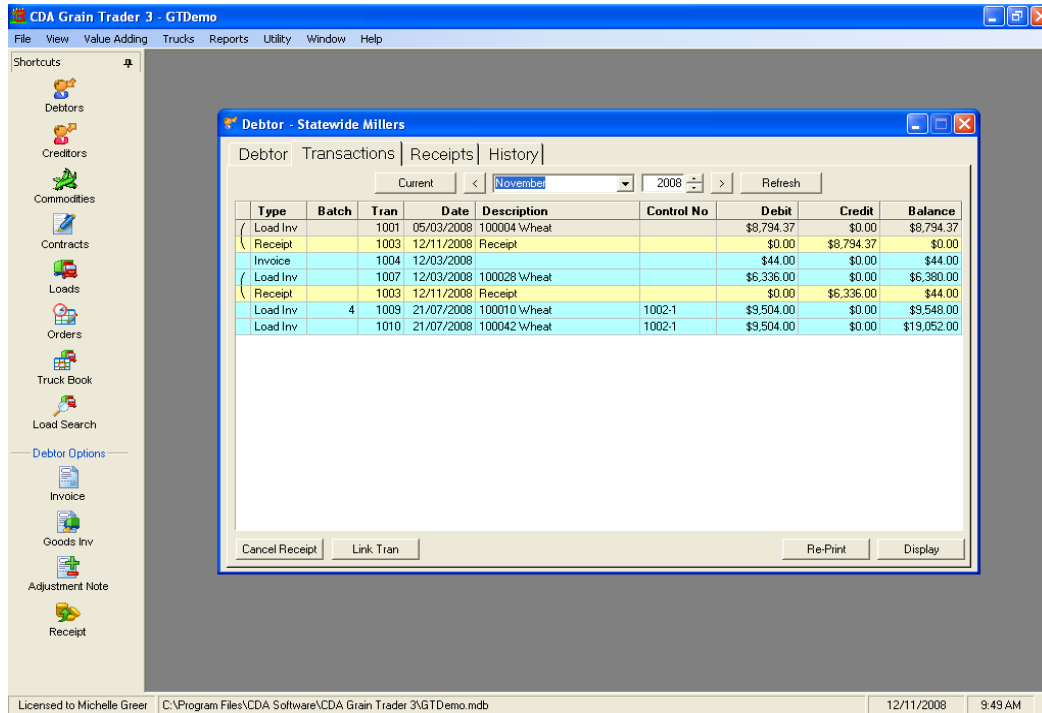 CDA Grain Trader 3 - GTDemo
File View Value Adding Trucks Reports Utility Window Help
Shortcuts
Debtors
Creditors
Commodities
Contracts
Loads
Orders
Truck Book
Load Search
Debtor Options
Invoice
Goods Inv
Adjustment Note
Receipt
Debtor - Statewide Millers
Debtor Transactions Receipts History
Current < November 2008 > Refresh
Type Batch Tran Date Description Control No Debit Credit Balance
Load Inv 1001 05/03/2008 100004 Wheat $8,794.37 $0.00 $8,794.37
Receipt 1003 12/11/2008 Receipt $0.00 $8,794.37 $0.00
Invoice 1004 12/03/2008 $44.00 $0.00 $44.00
Load Inv 1007 12/03/2008 100028 Wheat $6,336.00 $0.00 $6,380.00
Receipt 1003 12/11/2008 Receipt $0.00 $6,336.00 $44.00
Load Inv 4 1009 21/07/2008 100010 Wheat 1002-1 $9,504.00 $0.00 $9,548.00
Load Inv 1010 21/07/2008 100042 Wheat 1002-1 $9,504.00 $0.00 $19,052.00
Cancel Receipt Link Tran Re-Print Display
Licensed to Michelle Greer C:\Program Files\CDA Software\CDA Grain Trader 3\GTDemo.mdb 12/11/2008 9:49 AM